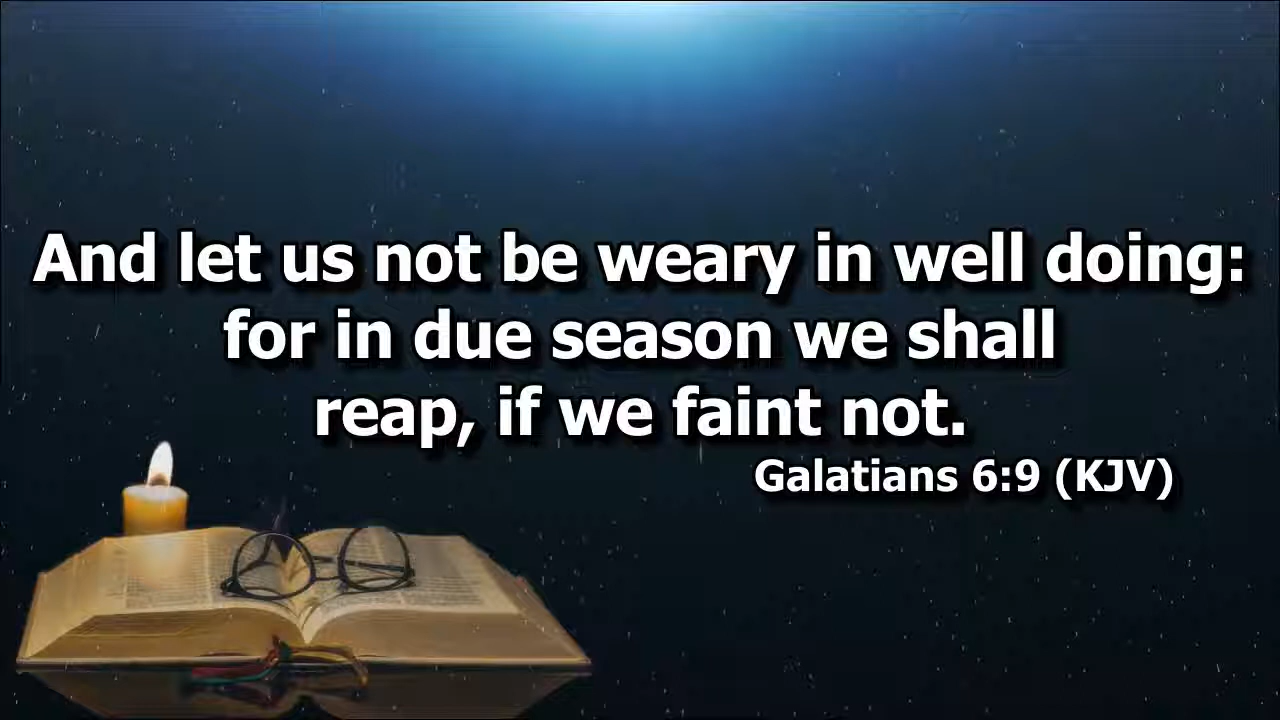 And let us not be weary in well doing:
for in due season we shall
reap, if we faint not.
Galatians 6:9 (KJV)